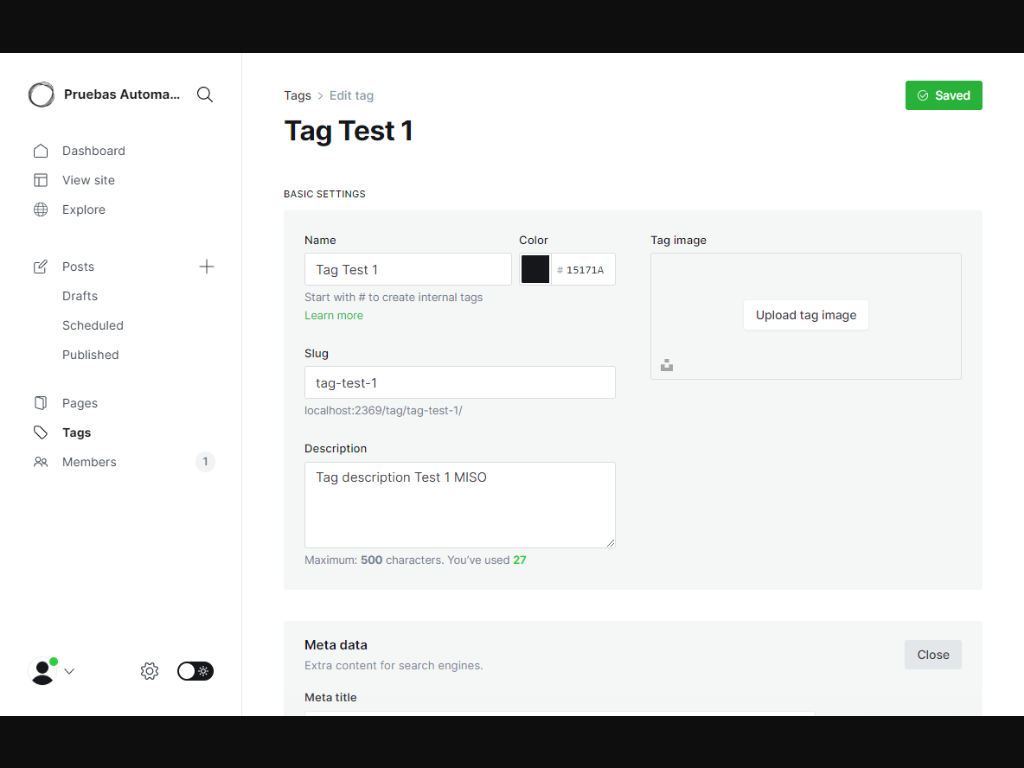 Pruebas Automa...
Dashboard
View site
Explore
Posts
Drafts
Scheduled
Published
Pages
Tags
Members 1
Tags > Edit tag
Saved
Tag Test 1
BASIC SETTINGS
Name
Tag Test 1
Start with # to create internal tags
Learn more
Color
# 15171A
Slug
tag-test-1
localhost:2369/tag/tag-test-1/
Description
Tag description Test 1 MISO
Maximum: 500 characters. You've used 27
Tag image
Upload tag image
Meta data
Extra content for search engines.
Close
Meta title